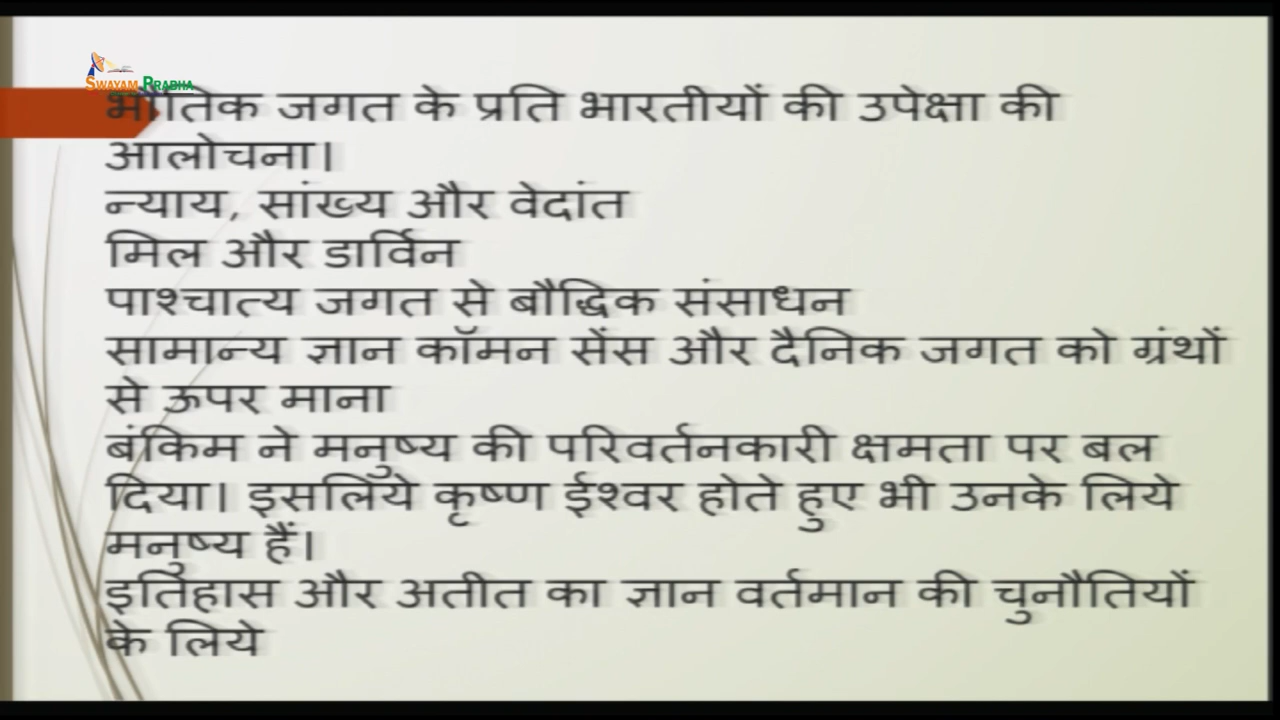 SWAYAM PRABHA
भौतिक जगत के प्रति भारतीयों की उपेक्षा की
आलोचना।
न्याय, सांख्य और वेदांत
मिल और डार्विन
पाश्चात्य जगत से बौद्धिक संसाधन
सामान्य ज्ञान कॉमन सेंस और दैनिक जगत को ग्रंथों
से ऊपर माना
बंकिम ने मनुष्य की परिवर्तनकारी क्षमता पर बल
दिया। इसलिये कृष्ण ईश्वर होते हुए भी उनके लिये
मनुष्य हैं।
इतिहास और अतीत का ज्ञान वर्तमान की चुनौतियों
के लिये